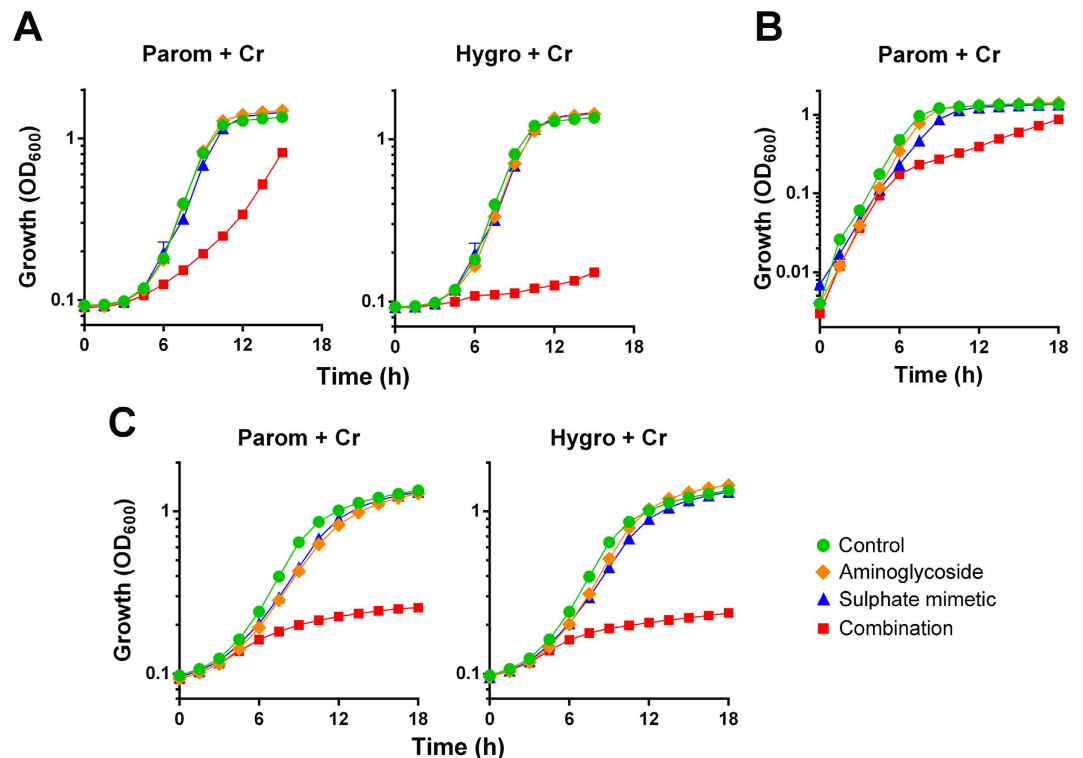 A
Parom + Cr
Hygro + Cr
Growth (OD600)
1
0.1
0 6 12 18
1
0.1
0 6 12 18
Time (h)
B
Parom + Cr
Growth (OD600)
1
0.1
0.01
0 6 12 18
Time (h)
C
Parom + Cr
Hygro + Cr
Growth (OD600)
1
0.1
0 6 12 18
1
0.1
0 6 12 18
Time (h)
Control
Aminoglycoside
Sulphate mimetic
Combination